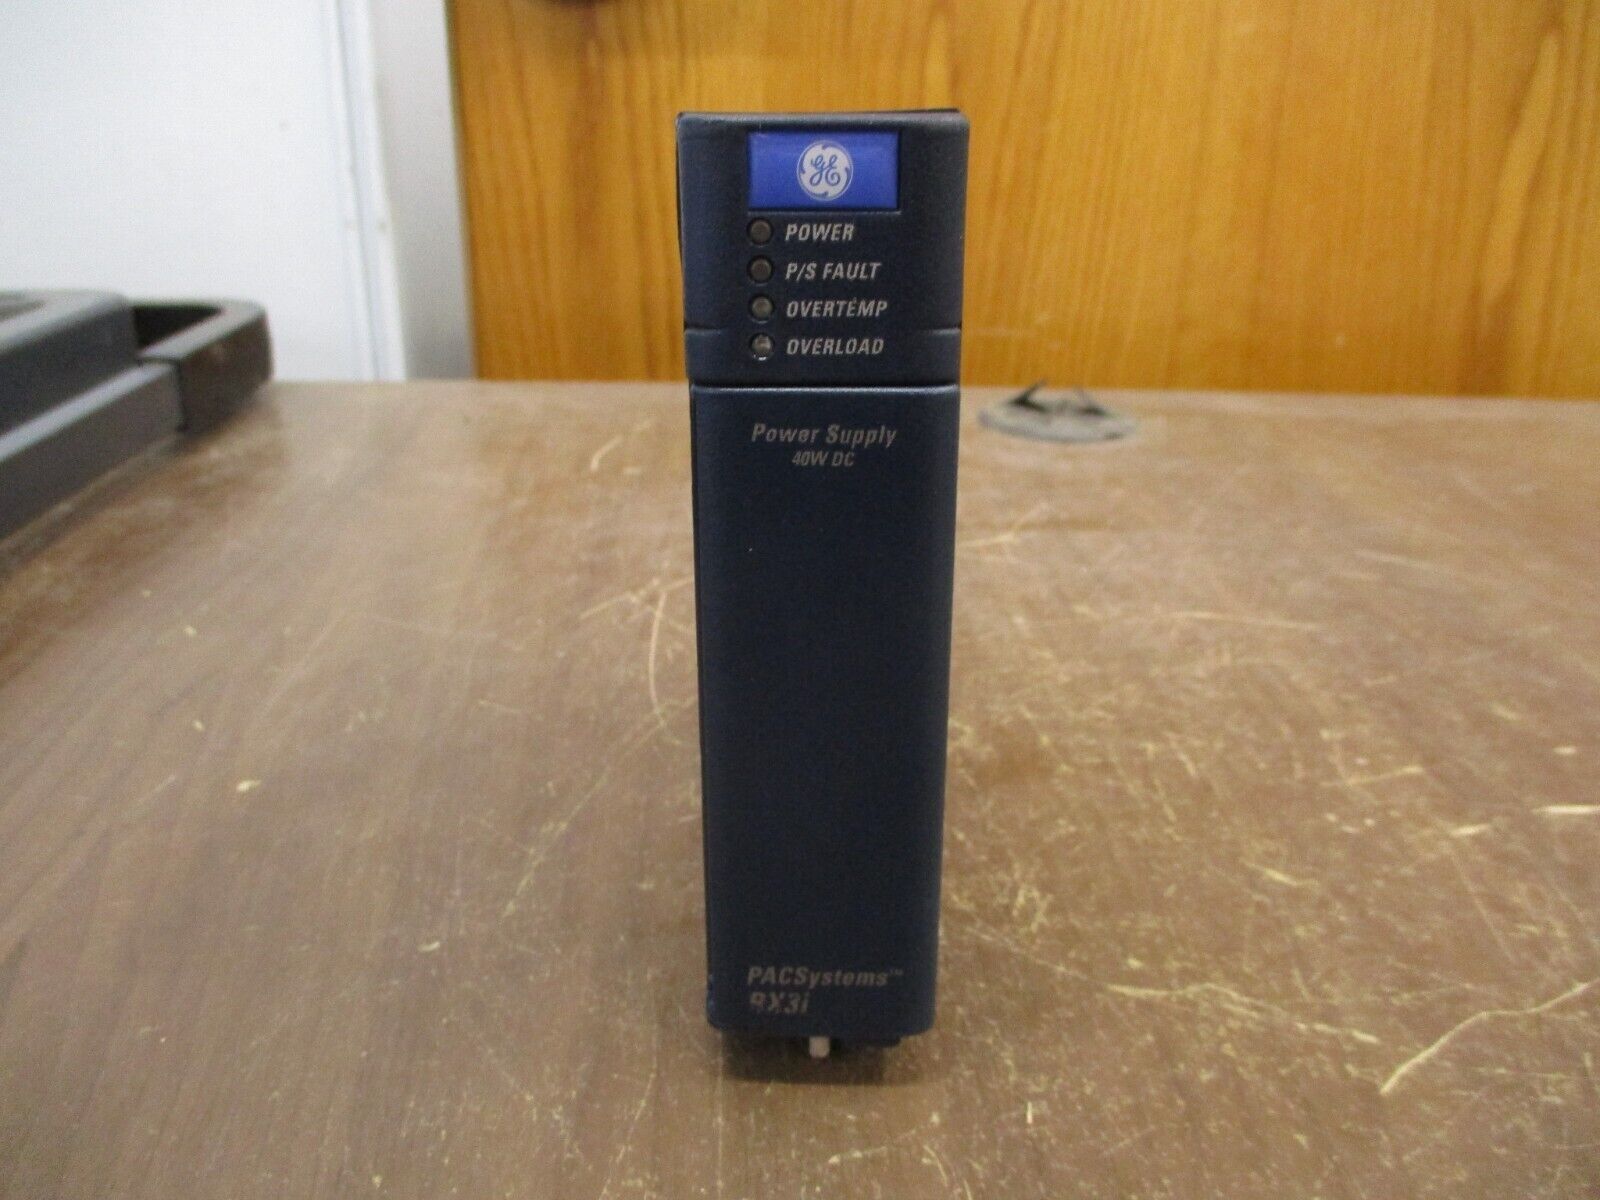 GE
POWER
P/S FAULT
OVERTEMP
OVERLOAD
Power Supply
40W DC
PACSystems™
RX3i